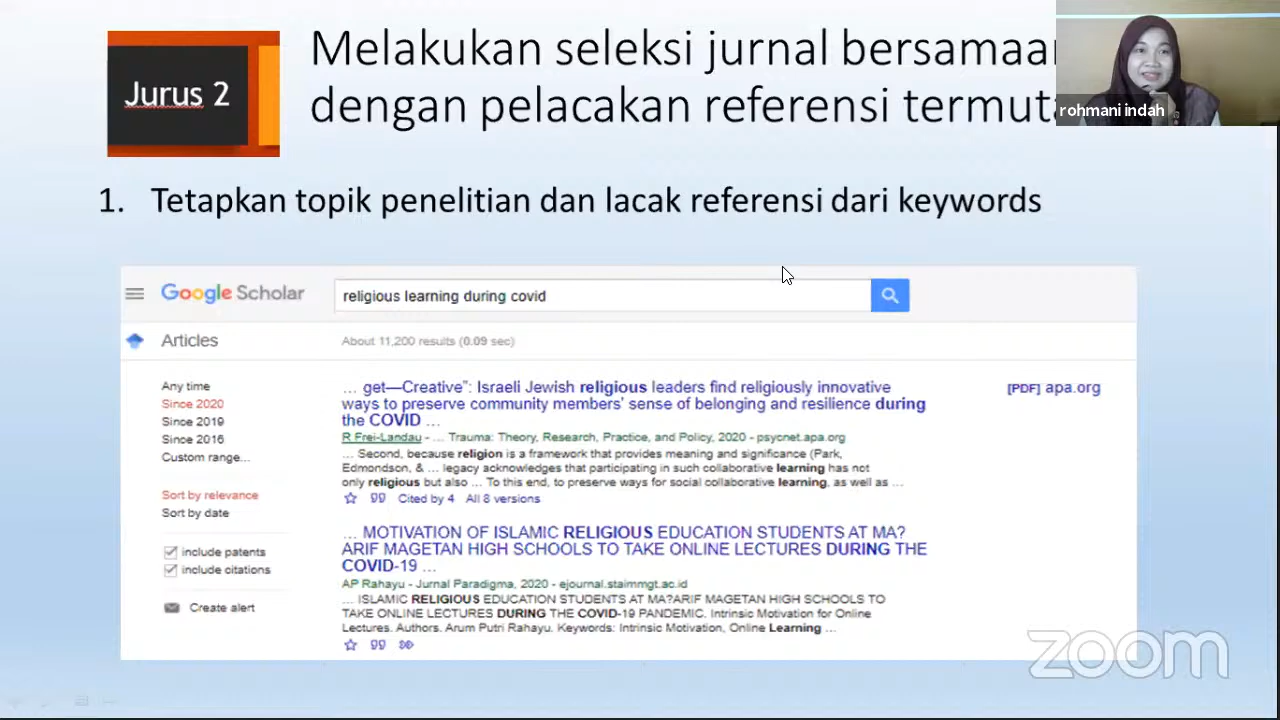 Jurus 2
Melakukan seleksi jurnal bersamaan
dengan pelacakan referensi termuta
rohmani indah
1. Tetapkan topik penelitian dan lacak referensi dari keywords
Google Scholar
religious learning during covid
Articles
About 11,200 results (0.09 sec)
Any time
Since 2020
Since 2019
Since 2016
Custom range...
Sort by relevance
Sort by date
include patents
include citations
Create alert
... get—Creative”: Israeli Jewish religious leaders find religiously innovative
ways to preserve community members’ sense of belonging and resilience during
the COVID ...
[PDF] apa.org
R Frei-Landau - ... Trauma: Theory, Research, Practice, and Policy, 2020 - psycnet.apa.org
... Second, because religion is a framework that provides meaning and significance (Park,
Edmondson, & ... legacy acknowledges that participating in such collaborative learning has not
only religious but also ... To this end, to preserve ways for social collaborative learning, as well as ...
Cited by 4 All 8 versions
... MOTIVATION OF ISLAMIC RELIGIOUS EDUCATION STUDENTS AT MA?
ARIF MAGETAN HIGH SCHOOLS TO TAKE ONLINE LECTURES DURING THE
COVID-19 ...
AP Rahayu - Jurnal Paradigma, 2020 - ejournal.staimmgt.ac.id
... ISLAMIC RELIGIOUS EDUCATION STUDENTS AT MA?ARIF MAGETAN HIGH SCHOOLS TO
TAKE ONLINE LECTURES DURING THE COVID-19 PANDEMIC. Intrinsic Motivation for Online
Lectures. Authors. Arum Putri Rahayu. Keywords: Intrinsic Motivation, Online Learning ...
zoom